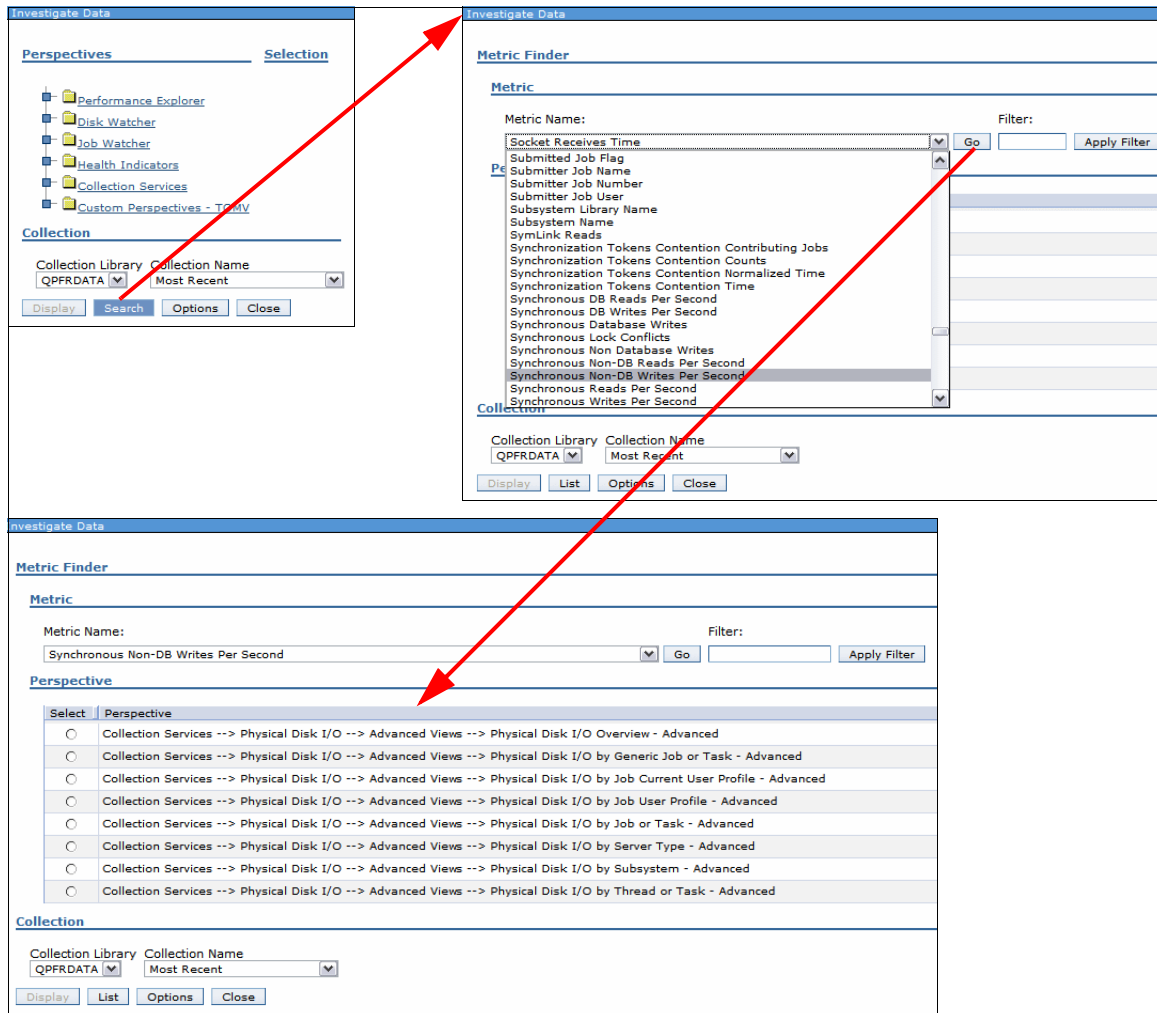 Investigate Data
Perspectives Selection
Performance Explorer
Disk Watcher
Job Watcher
Health Indicators
Collection Services
Custom Perspectives - TCMV
Collection
Collection Library Collection Name
QPFRDATA Most Recent
Display Search Options Close
Investigate Data
Metric Finder
Metric
Metric Name: Filter:
Socket Receives Time Go Apply Filter
Submitted Job Flag
Submitter Job Name
Pe
Submitter Job Number
Submitter Job User
Subsystem Library Name
Subsystem Name
SymLink Reads
Synchronization Tokens Contention Contributing Jobs
Synchronization Tokens Contention Counts
Synchronization Tokens Contention Normalized Time
Synchronization Tokens Contention Time
Synchronous DB Reads Per Second
Synchronous DB Writes Per Second
Synchronous Database Writes
Synchronous Lock Conflicts
Synchronous Non Database Writes
Synchronous Non-DB Reads Per Second
Synchronous Non-DB Writes Per Second
Synchronous Reads Per Second
Synchronous Writes Per Second
Collection
Collection Library Collection Name
QPFRDATA Most Recent
Display List Options Close
Investigate Data
Metric Finder
Metric
Metric Name: Filter:
Synchronous Non-DB Writes Per Second Go Apply Filter
Perspective
Select Perspective
Collection Services --> Physical Disk I/O --> Advanced Views --> Physical Disk I/O Overview - Advanced
Collection Services --> Physical Disk I/O --> Advanced Views --> Physical Disk I/O by Generic Job or Task - Advanced
Collection Services --> Physical Disk I/O --> Advanced Views --> Physical Disk I/O by Job Current User Profile - Advanced
Collection Services --> Physical Disk I/O --> Advanced Views --> Physical Disk I/O by Job User Profile - Advanced
Collection Services --> Physical Disk I/O --> Advanced Views --> Physical Disk I/O by Job or Task - Advanced
Collection Services --> Physical Disk I/O --> Advanced Views --> Physical Disk I/O by Server Type - Advanced
Collection Services --> Physical Disk I/O --> Advanced Views --> Physical Disk I/O by Subsystem - Advanced
Collection Services --> Physical Disk I/O --> Advanced Views --> Physical Disk I/O by Thread or Task - Advanced
Collection
Collection Library Collection Name
QPFRDATA Most Recent
Display List Options Close